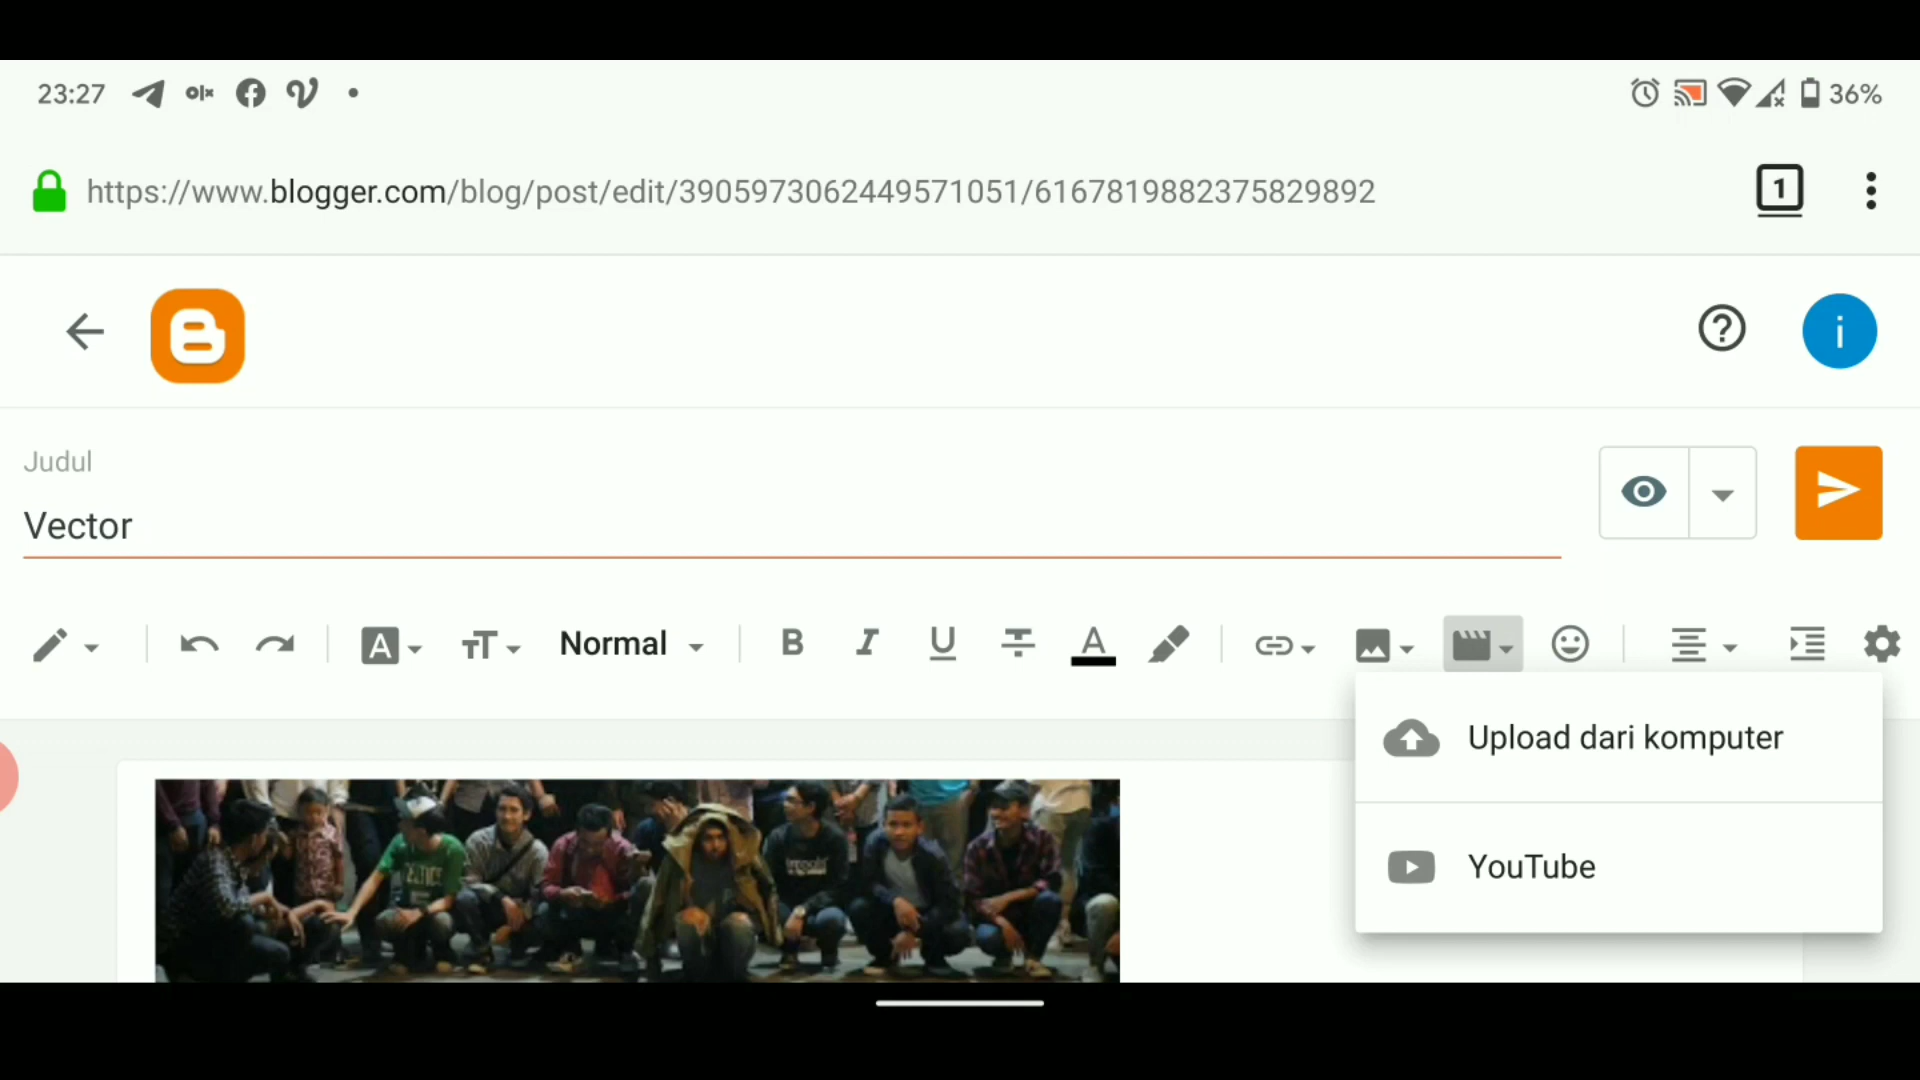 23:27
olx
36%
https://www.blogger.com/blog/post/edit/3905973062449571051/6167819882375829892
1
i
Judul
Vector
Normal
B I U A
Upload dari komputer
YouTube